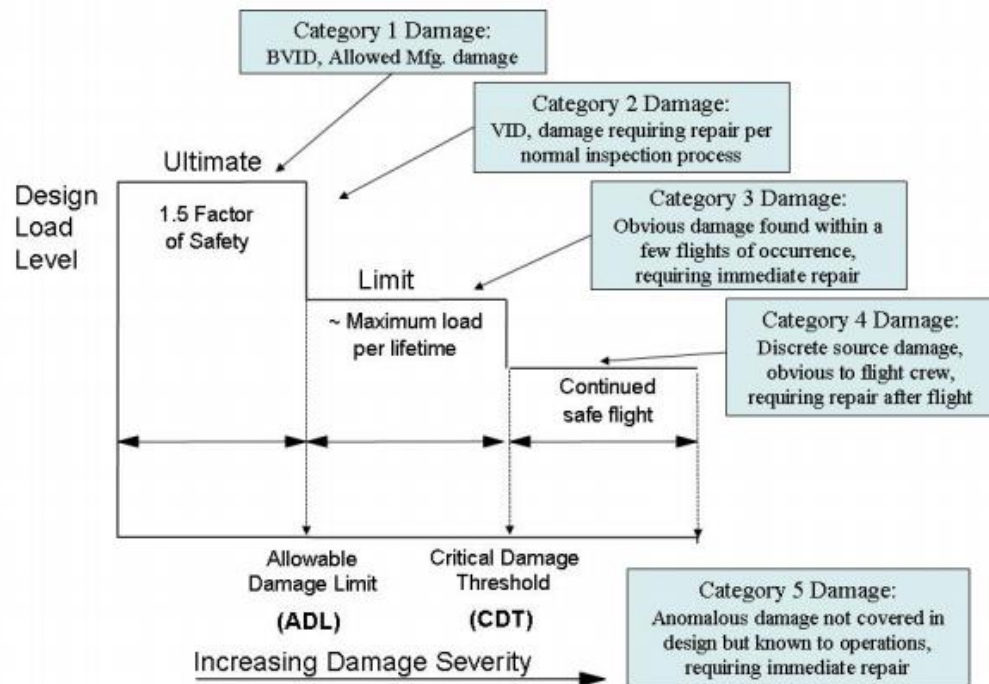 Category 1 Damage:
BVID, Allowed Mfg. damage
Category 2 Damage:
VID, damage requiring repair per
normal inspection process
Ultimate
Design
Load
Level
1.5 Factor
of Safety
Category 3 Damage:
Obvious damage found within a
few flights of occurrence,
requiring immediate repair
Limit
~ Maximum load
per lifetime
Category 4 Damage:
Discrete source damage,
obvious to flight crew,
requiring repair after flight
Continued
safe flight
Allowable
Damage Limit
(ADL)
Critical Damage
Threshold
(CDT)
Category 5 Damage:
Anomalous damage not covered in
design but known to operations,
requiring immediate repair
Increasing Damage Severity